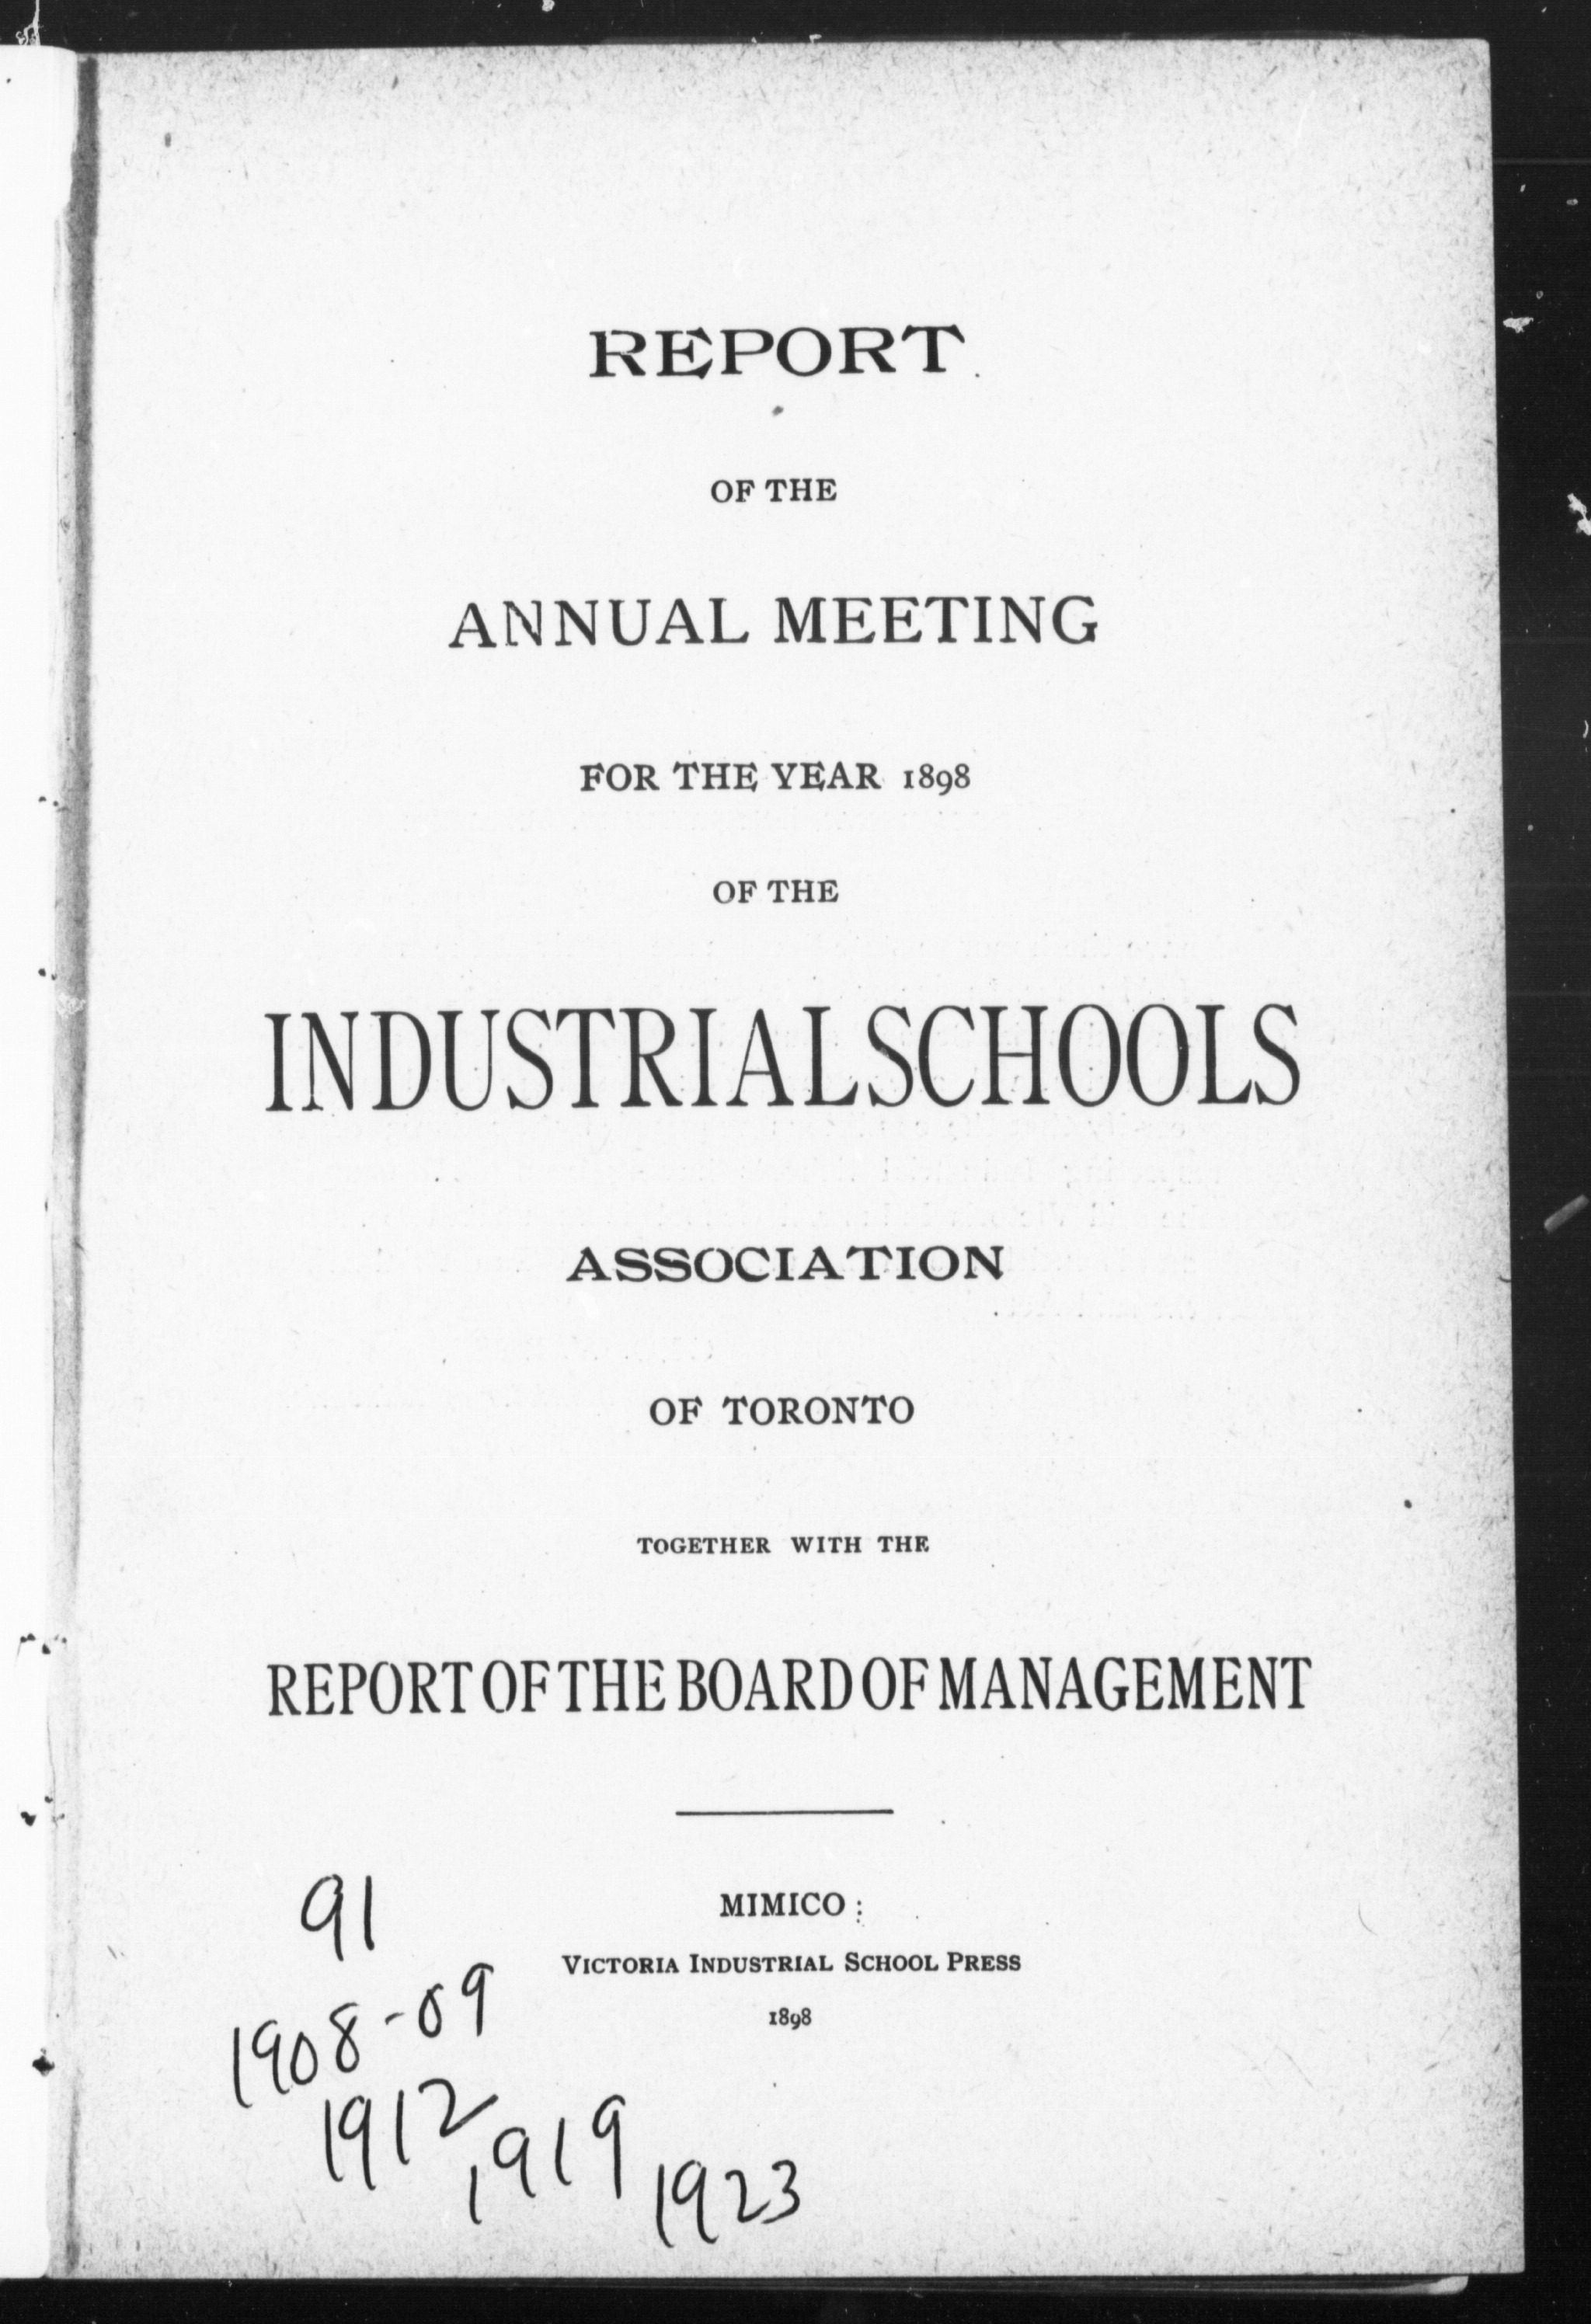 REPORT
OF THE
ANNUAL MEETING
FOR THE YEAR 1898
OF THE
INDUSTRIAL SCHOOLS
ASSOCIATION
OF TORONTO
TOGETHER WITH THE
REPORT OF THE BOARD OF MANAGEMENT
MIMICO:
VICTORIA INDUSTRIAL SCHOOL PRESS
1898
91
1908-09
1912
1919
1923